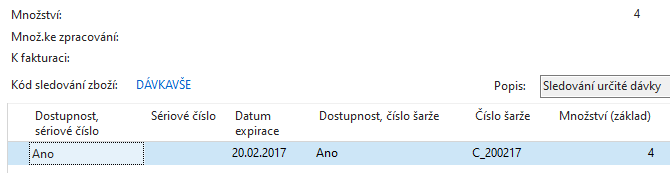 Množství: 4
Množ.ke zpracování:
K fakturaci:
Kód sledování zboží: DÁVKAVŠE Popis: Sledování určité dávky
Dostupnost, sériové číslo Sériové číslo Datum expirace Dostupnost, číslo šarže Číslo šarže Množství (základ)
Ano 20.02.2017 Ano C_200217 4